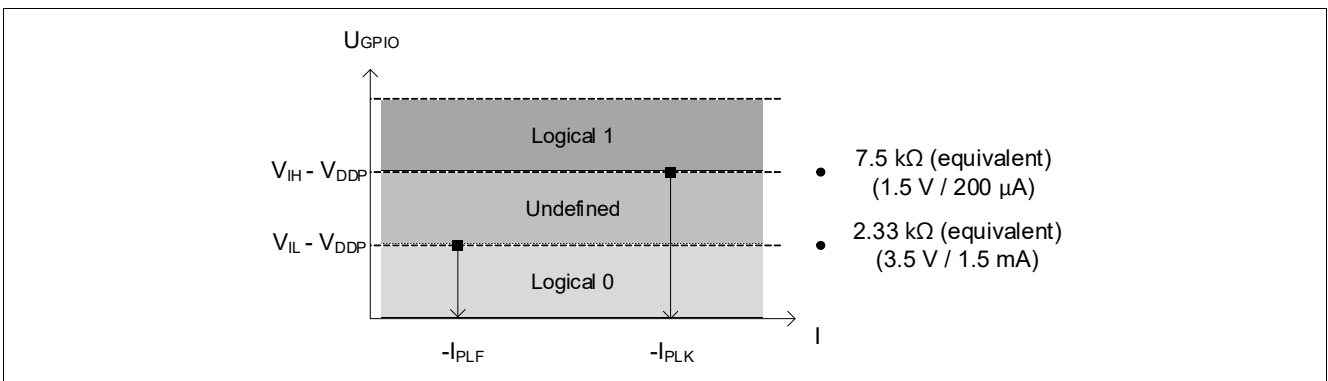 UGPIO
Logical 1
VIH - VDDP
7.5 kΩ (equivalent)
(1.5 V / 200 µA)
Undefined
VIL - VDDP
2.33 kΩ (equivalent)
(3.5 V / 1.5 mA)
Logical 0
I
-IPLF
-IPLK